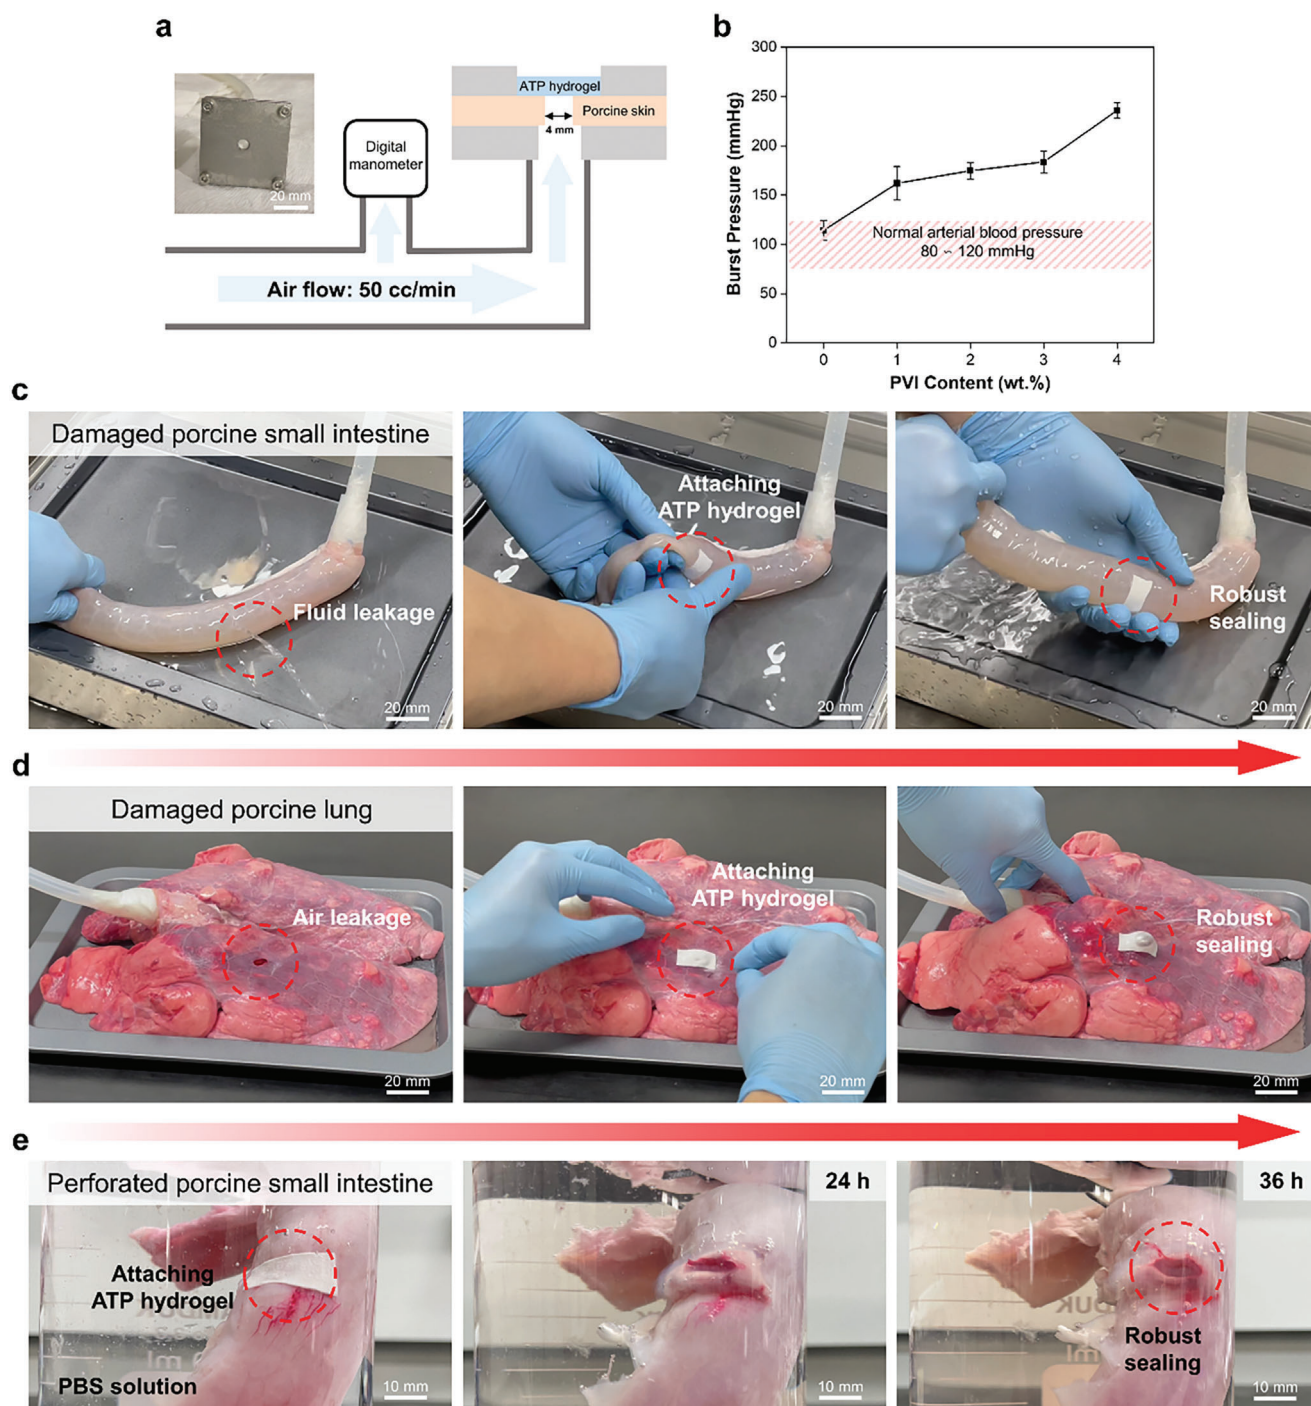 a
ATP hydrogel
Porcine skin
4 mm
Digital
manometer
20 mm
Air flow: 50 cc/min
b
Burst Pressure (mmHg)
300
250
200
150
100
50
0
Normal arterial blood pressure
80 ~ 120 mmHg
0 1 2 3 4
PVI Content (wt.%)
c
Damaged porcine small intestine
Fluid leakage
20 mm
Attaching
ATP hydrogel
20 mm
Robust
sealing
20 mm
d
Damaged porcine lung
Air leakage
20 mm
Attaching
ATP hydrogel
20 mm
Robust
sealing
20 mm
e
Perforated porcine small intestine
Attaching
ATP hydrogel
PBS solution
10 mm
24 h
10 mm
36 h
Robust
sealing
10 mm